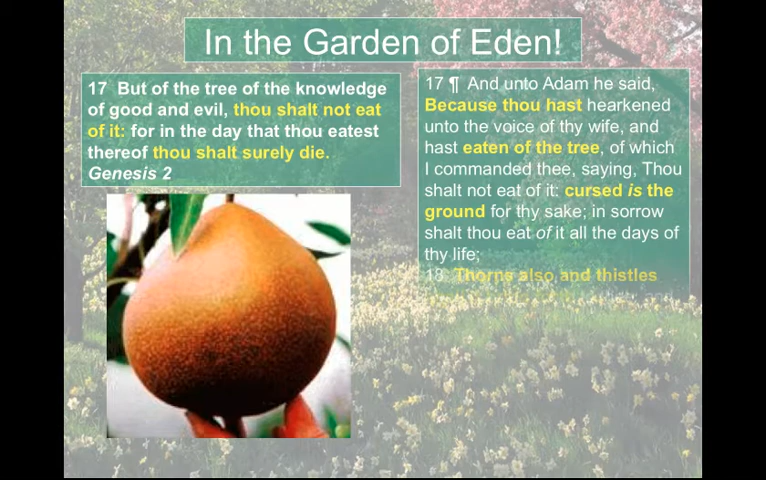 In the Garden of Eden!
17 But of the tree of the knowledge
of good and evil, thou shalt not eat
of it: for in the day that thou eatest
thereof thou shalt surely die.
Genesis 2
17 ¶ And unto Adam he said,
Because thou hast hearkened
unto the voice of thy wife, and
hast eaten of the tree, of which
I commanded thee, saying, Thou
shalt not eat of it: cursed is the
ground for thy sake; in sorrow
shalt thou eat of it all the days of
thy life;
18 Thorns also and thistles